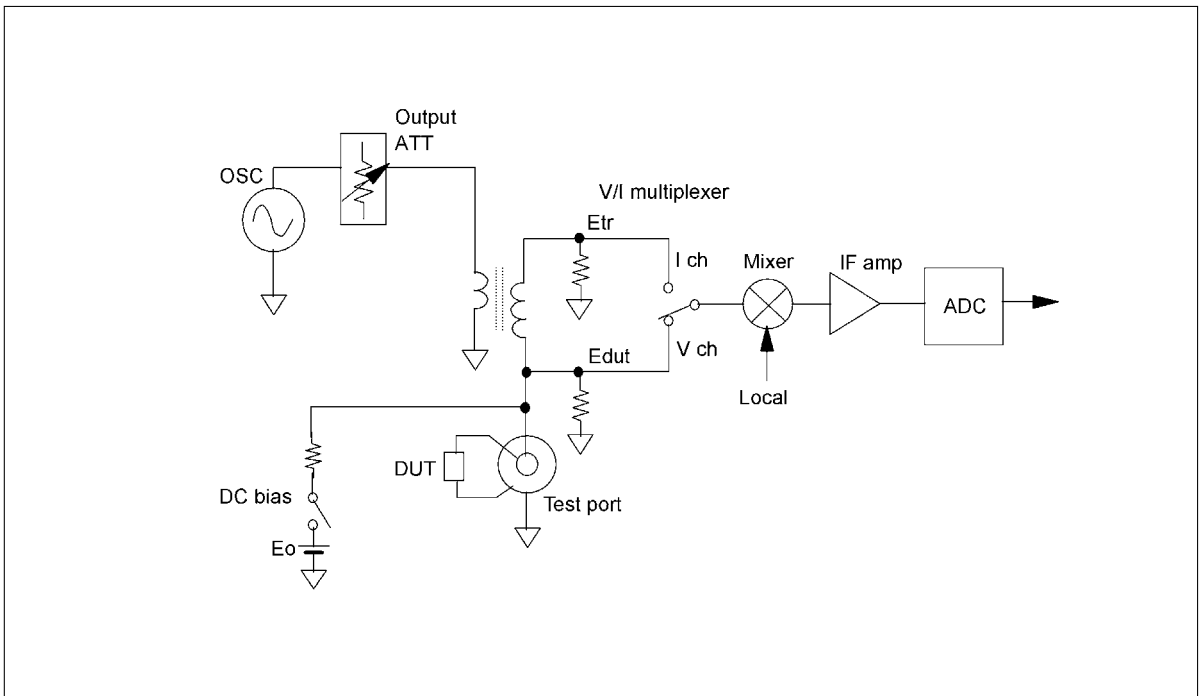 Output
ATT
OSC
V/I multiplexer
Etr
I ch
Mixer
IF amp
ADC
V ch
Edut
Local
DUT
Test port
DC bias
Eo